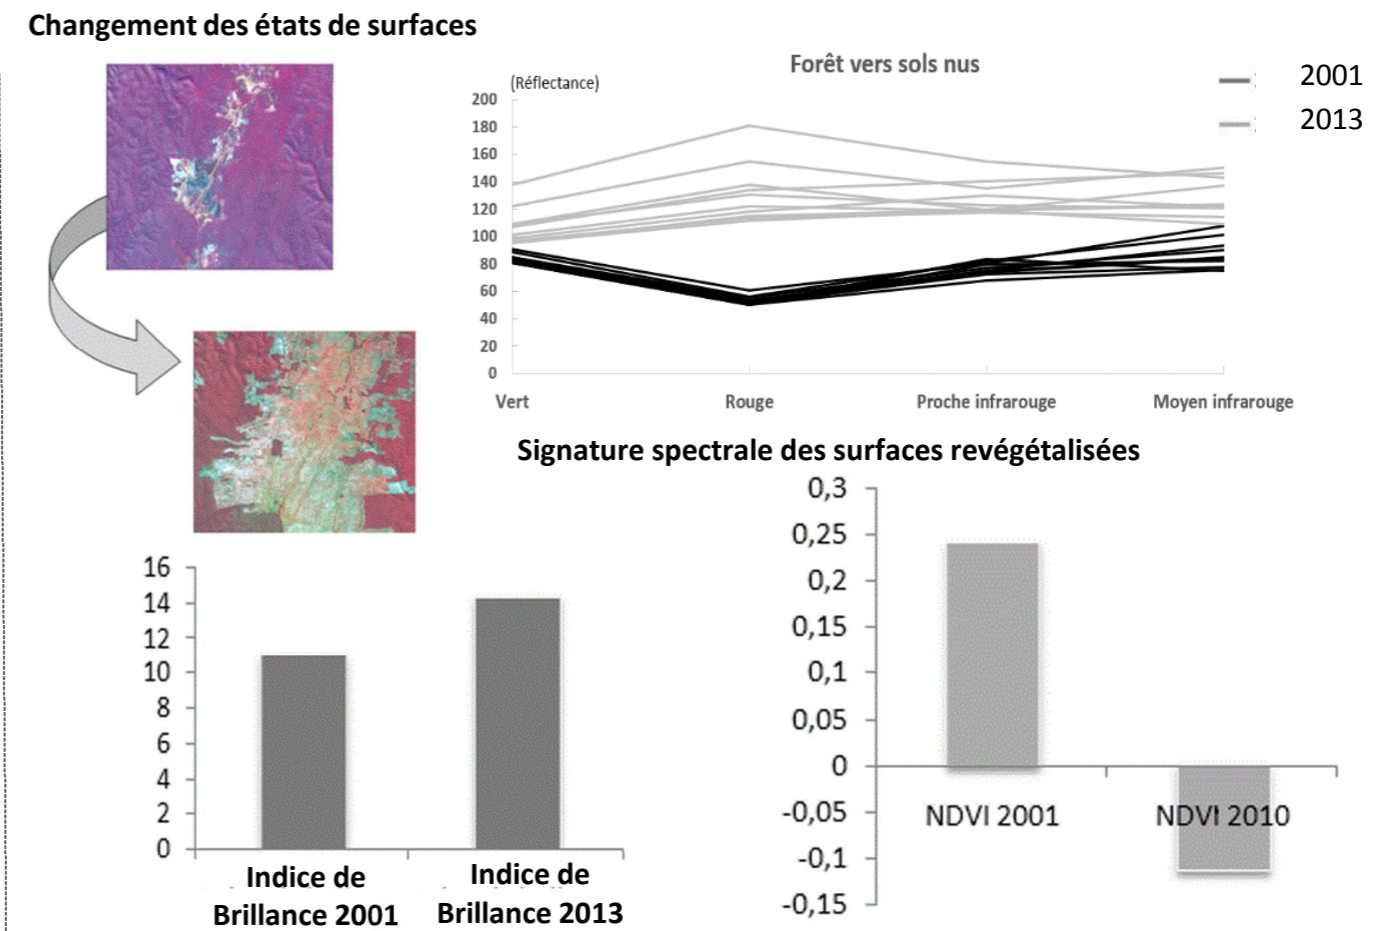 Changement des états de surfaces
Forêt vers sols nus
(Réflectance)
2001
2013
200
180
160
140
120
100
80
60
40
20
0
Vert
Rouge
Proche infrarouge
Moyen infrarouge
Signature spectrale des surfaces revégétalisées
16
14
12
10
8
6
4
2
0
Indice de
Brillance 2001
Indice de
Brillance 2013
0,3
0,25
0,2
0,15
0,1
0,05
0
-0,05
-0,1
-0,15
NDVI 2001
NDVI 2010